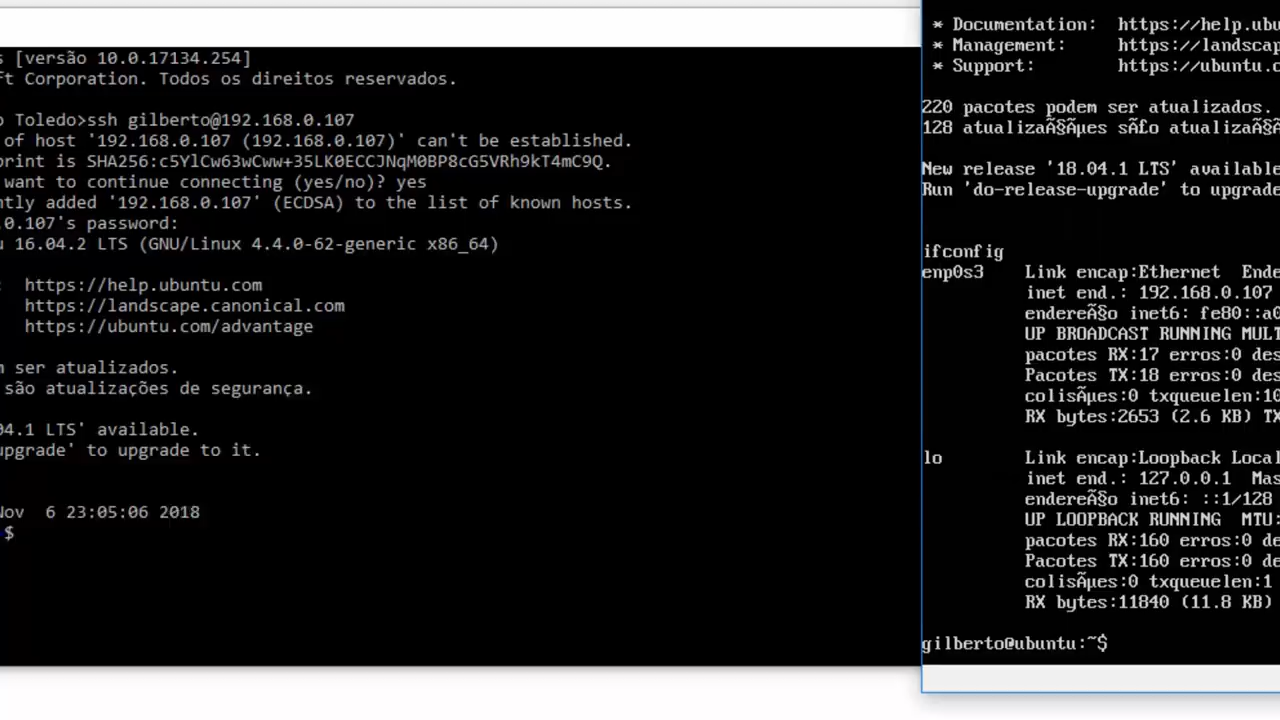 s [versão 10.0.17134.254]
ft Corporation. Todos os direitos reservados.
o Toledo>ssh gilberto@192.168.0.107
of host '192.168.0.107 (192.168.0.107)' can't be established.
print is SHA256:c5YlCw63wCww+35LK0ECCJNqM0BP8cG5VRh9kT4mC9Q.
want to continue connecting (yes/no)? yes
ntly added '192.168.0.107' (ECDSA) to the list of known hosts.
.0.107's password:
u 16.04.2 LTS (GNU/Linux 4.4.0-62-generic x86_64)
: https://help.ubuntu.com
https://landscape.canonical.com
https://ubuntu.com/advantage
m ser atualizados.
são atualizações de segurança.
04.1 LTS' available.
upgrade' to upgrade to it.
Nov  6 23:05:06 2018
$
* Documentation:  https://help.ubu
* Management:     https://landscap
* Support:        https://ubuntu.c
220 pacotes podem ser atualizados.
128 atualizaÃ§Ãµes sÃ£o atualizaÃ§Ã
New release '18.04.1 LTS' available
Run 'do-release-upgrade' to upgrade
ifconfig
enp0s3    Link encap:Ethernet  Ende
inet end.: 192.168.0.107
endereÃ§o inet6: fe80::a0
UP BROADCAST RUNNING MULT
pacotes RX:17 erros:0 des
Pacotes TX:18 erros:0 des
colisÃµes:0 txqueuelen:10
RX bytes:2653 (2.6 KB) TX
lo        Link encap:Loopback Local
inet end.: 127.0.0.1  Mas
endereÃ§o inet6: ::1/128
UP LOOPBACK RUNNING  MTU:
pacotes RX:160 erros:0 de
Pacotes TX:160 erros:0 de
colisÃµes:0 txqueuelen:1
RX bytes:11840 (11.8 KB)
gilberto@ubuntu:~$